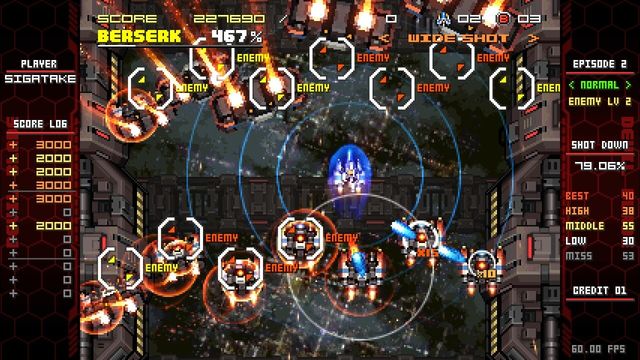 SCORE 227690 0 02 B 03
BERSERK 467% < WIDE SHOT >
PLAYER
SIGATAKE
SCORE LOG
+ 3000
+ 2000
+ 2000
+ 3000
+ 3000
+ 0
+ 2000
+ 0
+ 0
+ 0
+ 0
+ 0
ENEMY
ENEMY
ENEMY
ENEMY
ENEMY
ENEMY
ENEMY
ENEMY
ENEMY
ENEMY
x10
EPISODE 2
< NORMAL >
ENEMY LV 2
SHOT DOWN
79.06%
BEST 40
HIGH 30
MIDDLE 55
LOW 30
MISS 53
CREDIT 01
60.00 FPS